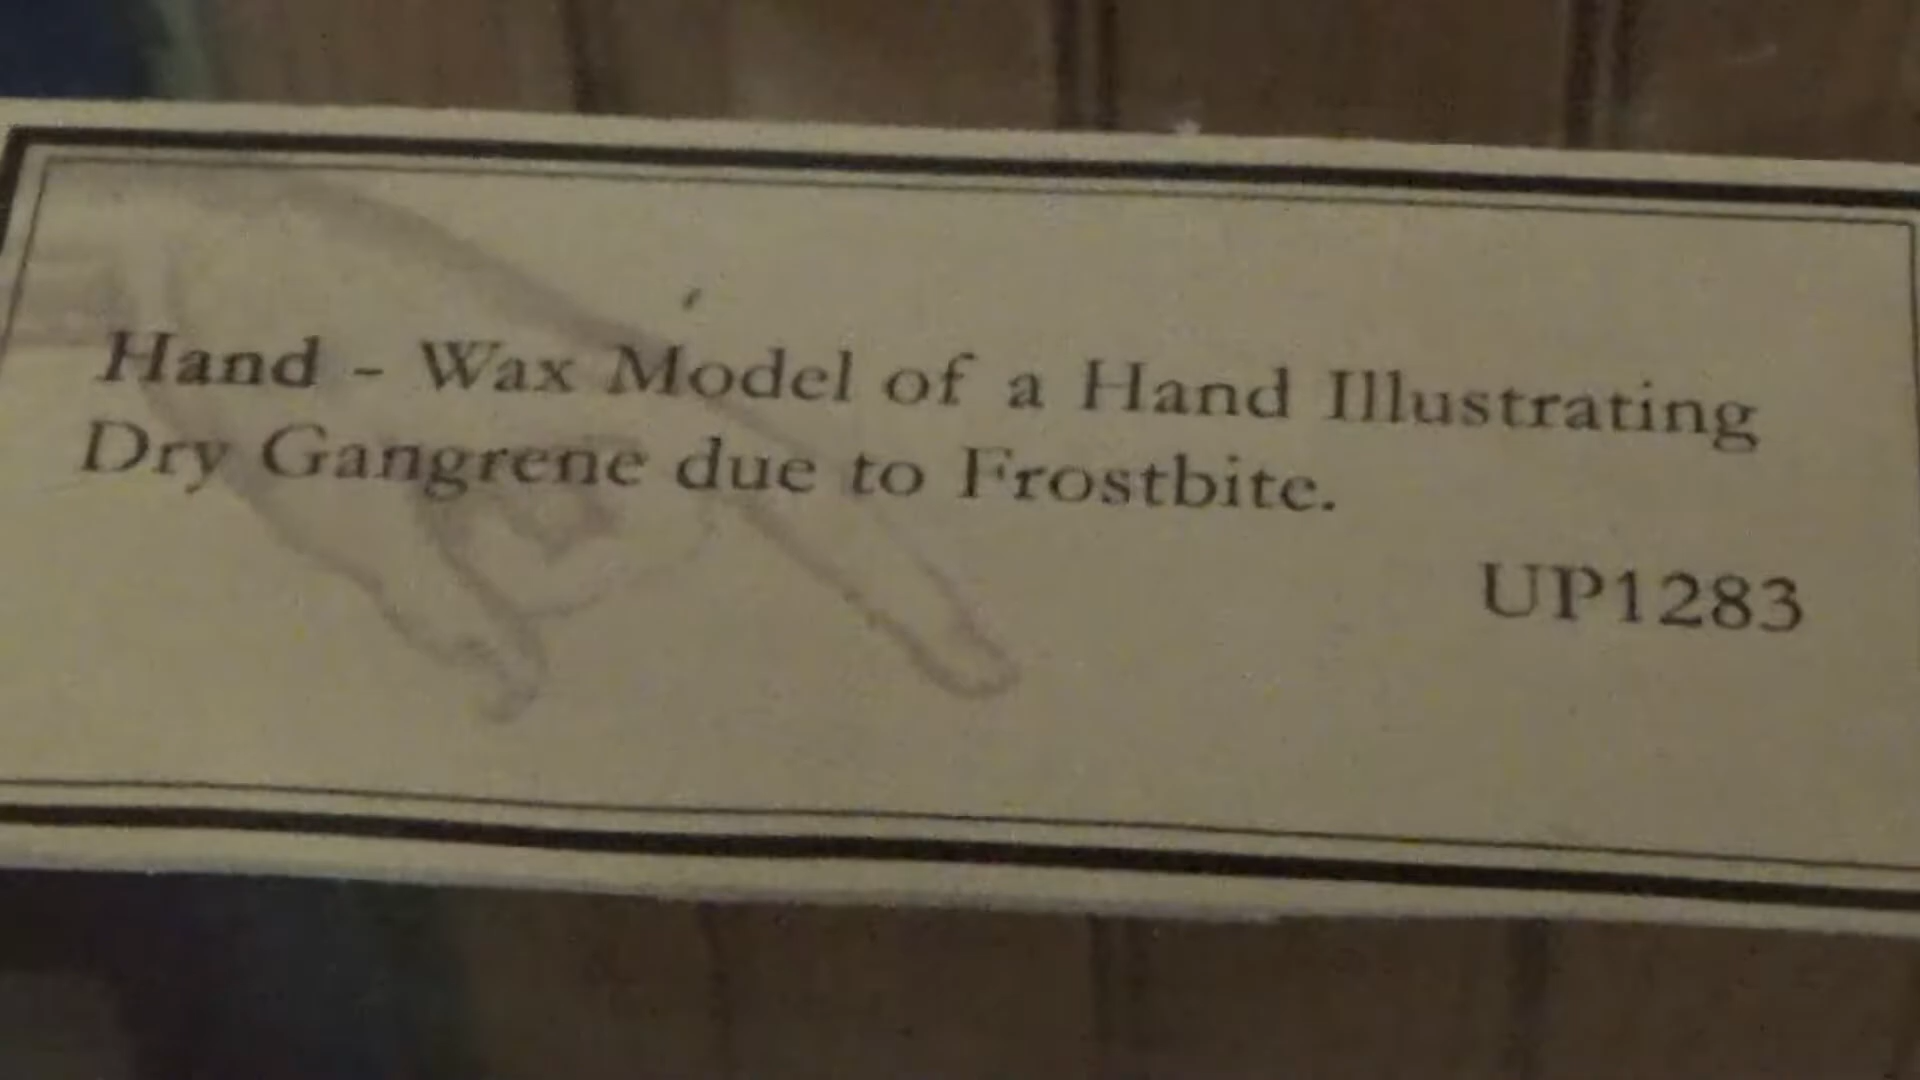 Hand - Wax Model of a Hand Illustrating
Dry Gangrene due to Frostbite.
UP1283